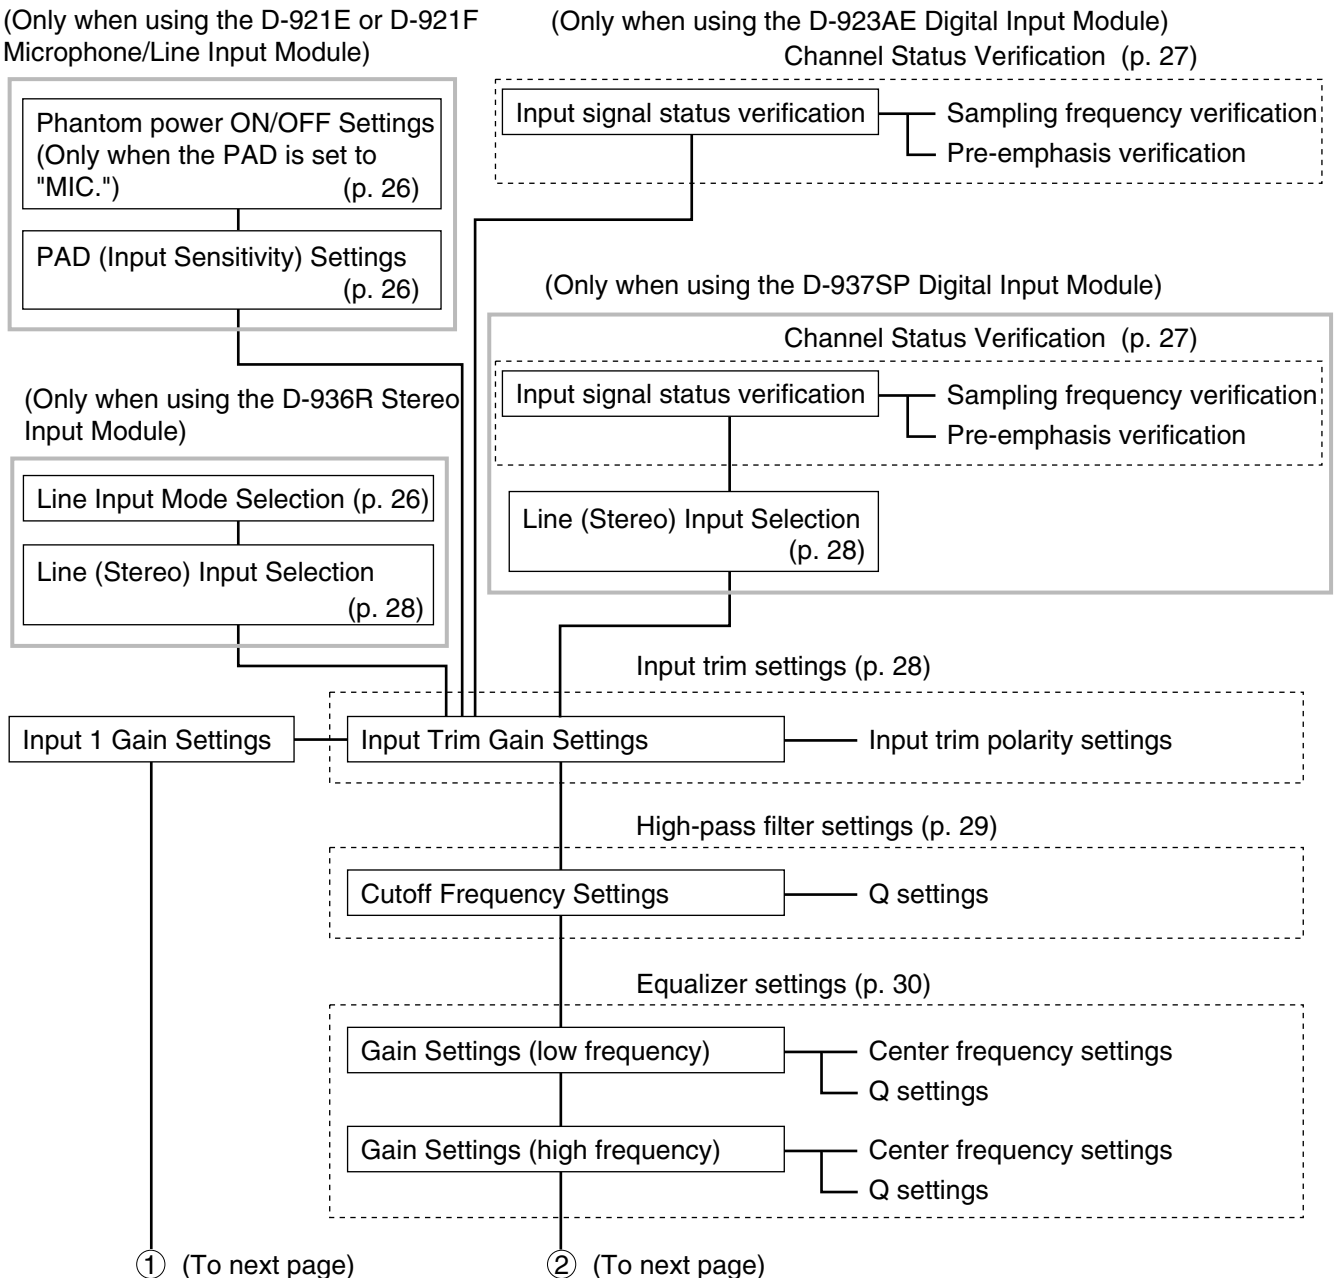 (Only when using the D-921E or D-921F
Microphone/Line Input Module)
Phantom power ON/OFF Settings
(Only when the PAD is set to
"MIC.") (p. 26)
PAD (Input Sensitivity) Settings
(p. 26)
(Only when using the D-936R Stereo
Input Module)
Line Input Mode Selection (p. 26)
Line (Stereo) Input Selection
(p. 28)
(Only when using the D-923AE Digital Input Module)
Channel Status Verification (p. 27)
Input signal status verification
Sampling frequency verification
Pre-emphasis verification
(Only when using the D-937SP Digital Input Module)
Channel Status Verification (p. 27)
Input signal status verification
Sampling frequency verification
Pre-emphasis verification
Line (Stereo) Input Selection
(p. 28)
Input trim settings (p. 28)
Input 1 Gain Settings
Input Trim Gain Settings
Input trim polarity settings
High-pass filter settings (p. 29)
Cutoff Frequency Settings
Q settings
Equalizer settings (p. 30)
Gain Settings (low frequency)
Center frequency settings
Q settings
Gain Settings (high frequency)
Center frequency settings
Q settings
① (To next page)
② (To next page)